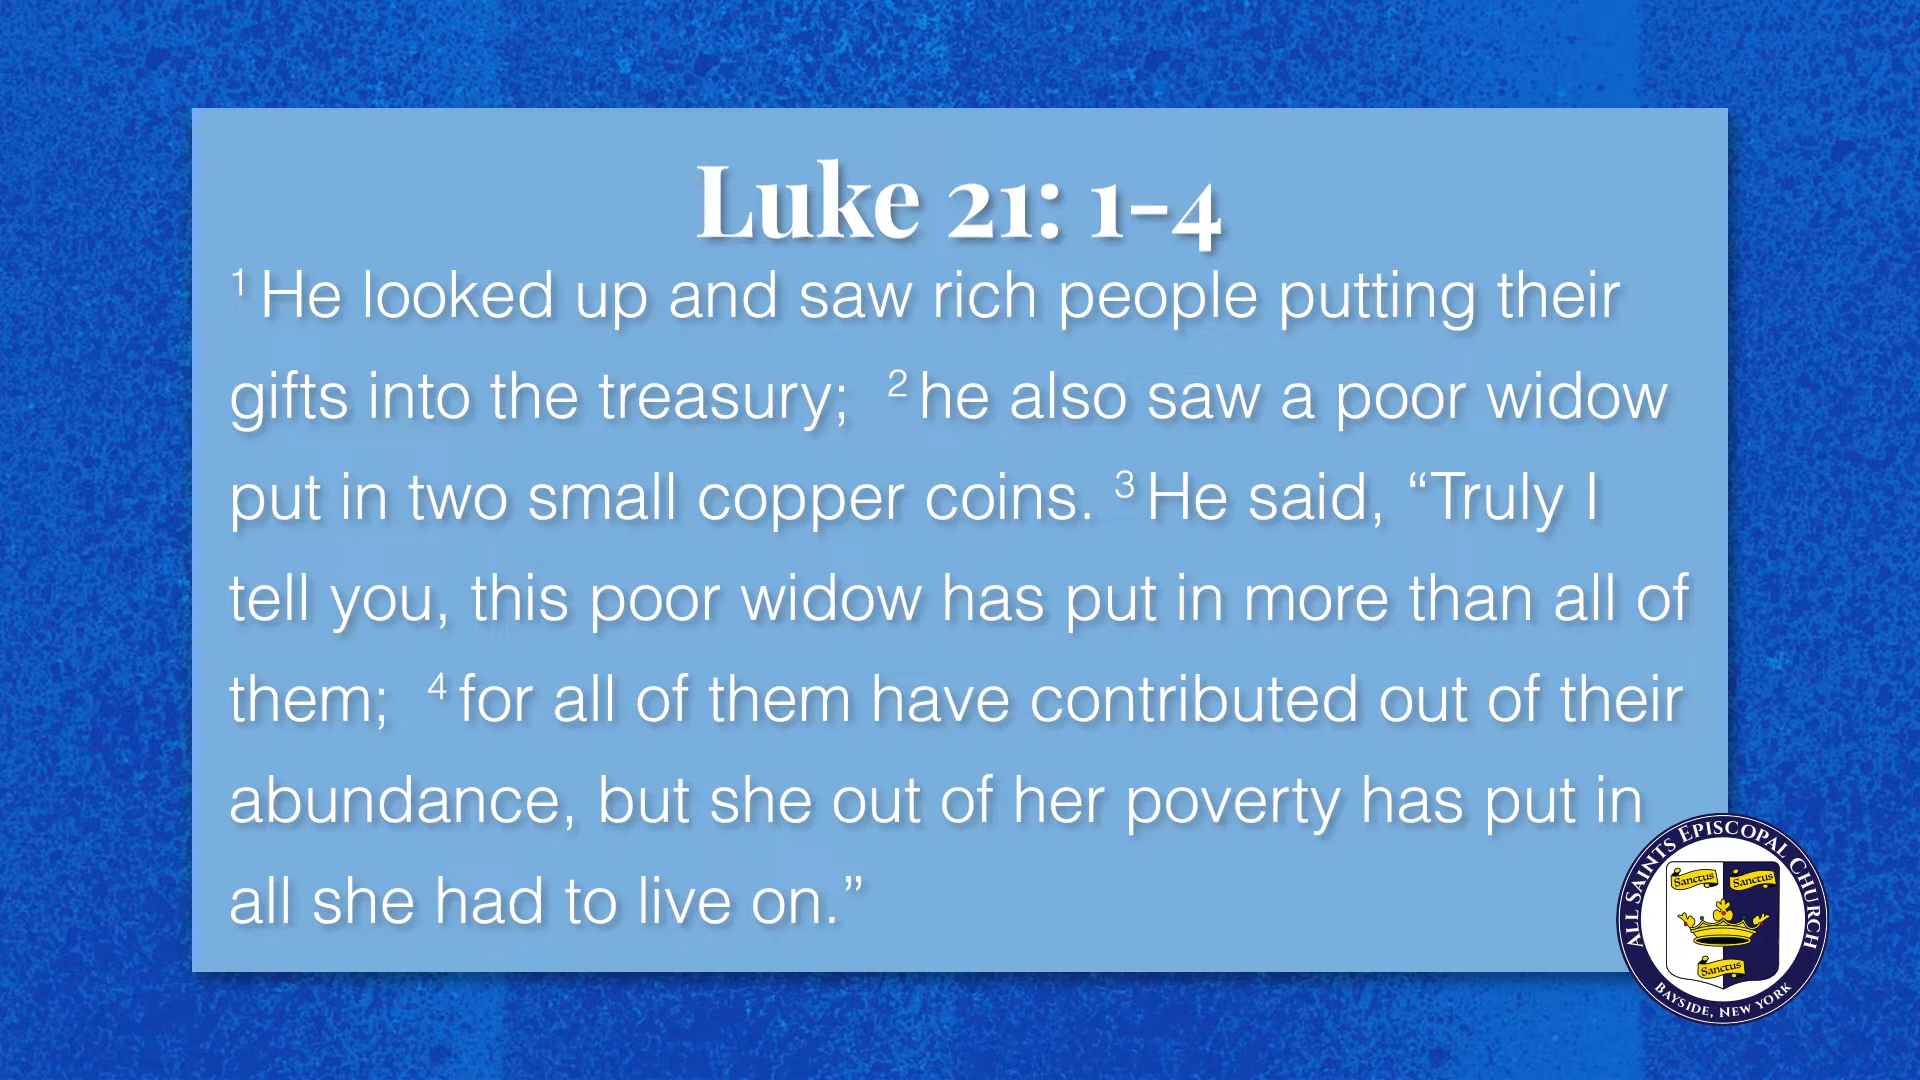 Luke 21: 1-4
1 He looked up and saw rich people putting their
gifts into the treasury; 2 he also saw a poor widow
put in two small copper coins. 3 He said, “Truly I
tell you, this poor widow has put in more than all of
them; 4 for all of them have contributed out of their
abundance, but she out of her poverty has put in
all she had to live on.”
ALL SAINTS EPISCOPAL CHURCH
Sanctus Sanctus
Sanctus
BAYSIDE, NEW YORK